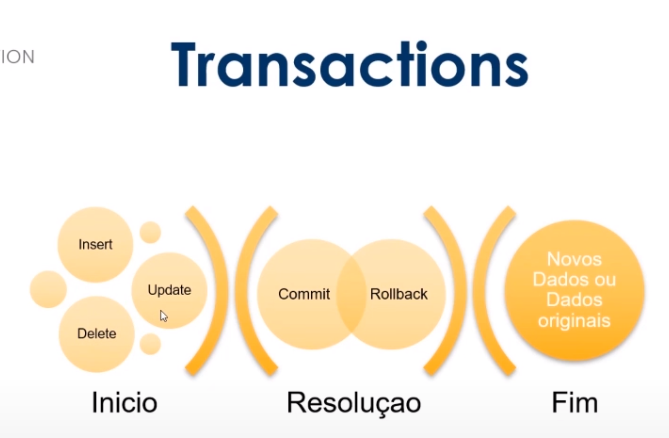 ION
Transactions
Insert
Update
Delete
Commit
Rollback
Novos
Dados ou
Dados
originais
Inicio
Resoluçao
Fim